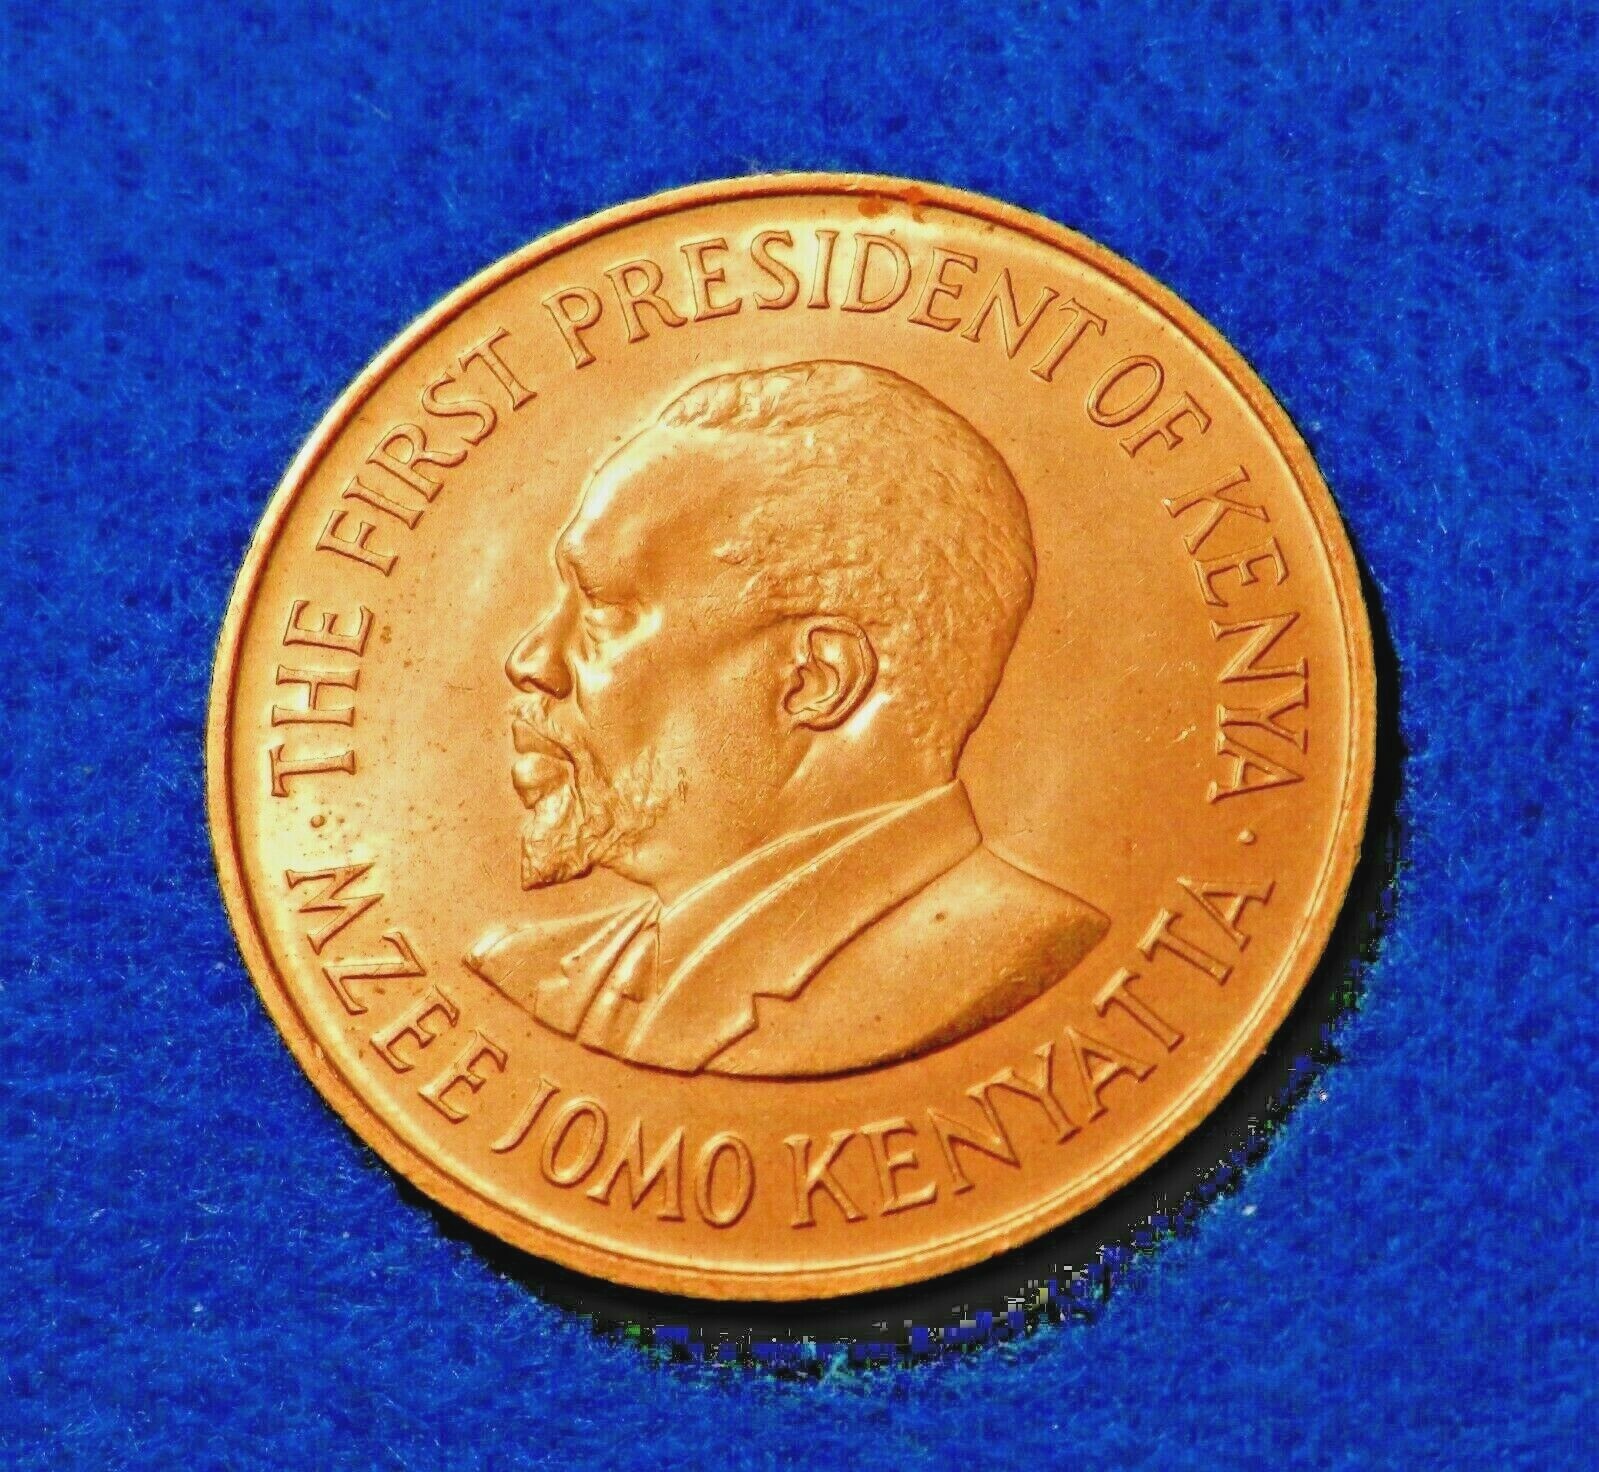 · THE FIRST PRESIDENT OF KENYA ·
MZEE JOMO KENYATTA